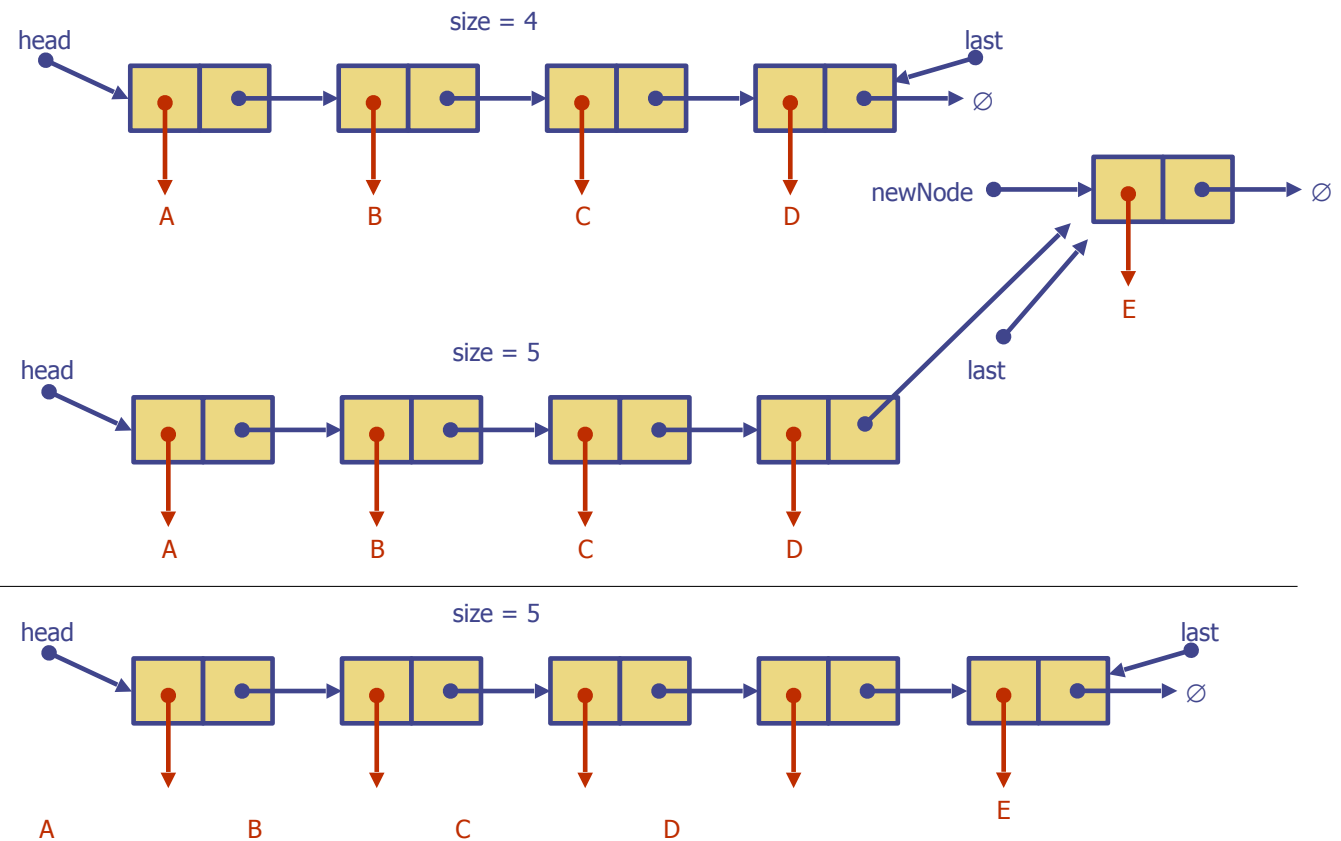 size = 4
head
last
∅
A B C D
newNode
∅
E
size = 5
head
last
A B C D
size = 5
head
last
∅
E
A B C D